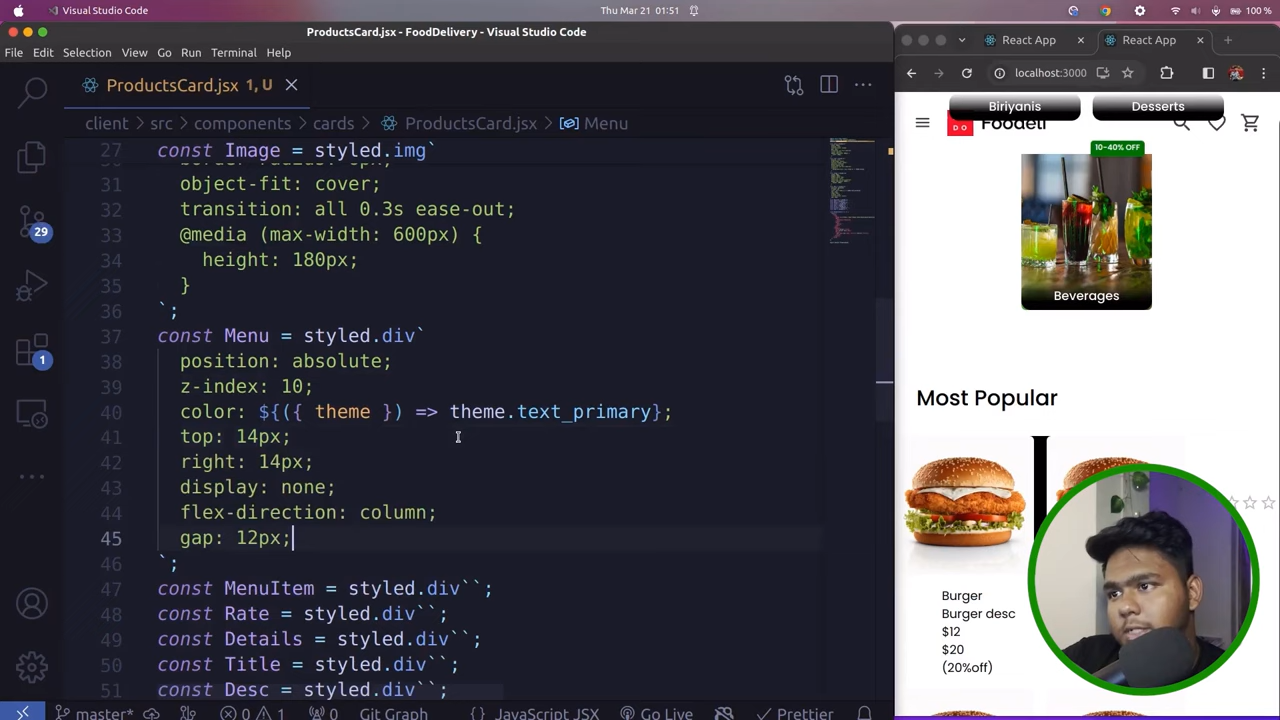 Visual Studio Code
Thu Mar 21 01:51
100 %
ProductsCard.jsx - FoodDelivery - Visual Studio Code
File Edit Selection View Go Run Terminal Help
ProductsCard.jsx 1, U
client > src > components > cards > ProductsCard.jsx > Menu
27 const Image = styled.img`
31 object-fit: cover;
32 transition: all 0.3s ease-out;
33 @media (max-width: 600px) {
34 height: 180px;
35 }
36 `;
37 const Menu = styled.div`
38 position: absolute;
39 z-index: 10;
40 color: ${({ theme }) => theme.text_primary};
41 top: 14px;
42 right: 14px;
43 display: none;
44 flex-direction: column;
45 gap: 12px;
46 `;
47 const MenuItem = styled.div``;
48 const Rate = styled.div``;
49 const Details = styled.div``;
50 const Title = styled.div``;
51 const Desc = styled.div``;
29
1
master* 0 1 0 Git Graph JavaScript JSX Go Live Prettier
React App
React App
localhost:3000
Biriyanis
Desserts
DO
Foodeli
10-40% OFF
Beverages
Most Popular
Burger
Burger desc
$12
$20
(20%off)